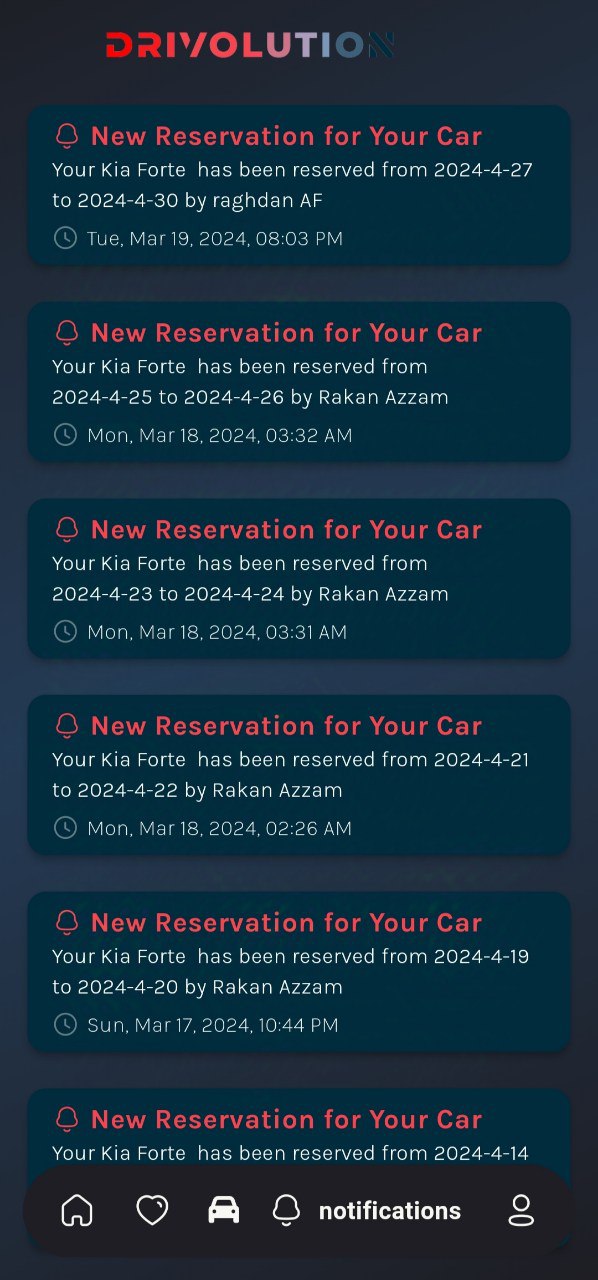 DRIVOLUTION
New Reservation for Your Car
Your Kia Forte has been reserved from 2024-4-27
to 2024-4-30 by raghdan AF
Tue, Mar 19, 2024, 08:03 PM
New Reservation for Your Car
Your Kia Forte has been reserved from
2024-4-25 to 2024-4-26 by Rakan Azzam
Mon, Mar 18, 2024, 03:32 AM
New Reservation for Your Car
Your Kia Forte has been reserved from
2024-4-23 to 2024-4-24 by Rakan Azzam
Mon, Mar 18, 2024, 03:31 AM
New Reservation for Your Car
Your Kia Forte has been reserved from 2024-4-21
to 2024-4-22 by Rakan Azzam
Mon, Mar 18, 2024, 02:26 AM
New Reservation for Your Car
Your Kia Forte has been reserved from 2024-4-19
to 2024-4-20 by Rakan Azzam
Sun, Mar 17, 2024, 10:44 PM
New Reservation for Your Car
Your Kia Forte has been reserved from 2024-4-14
notifications